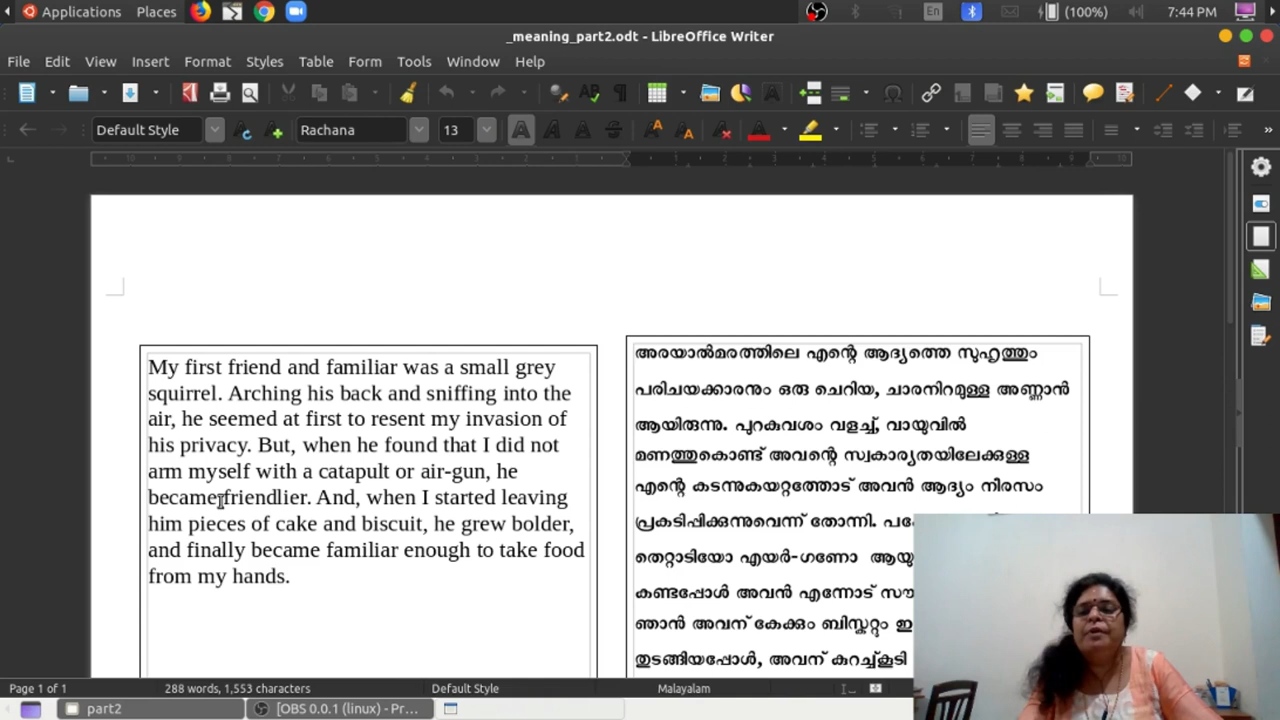 Applications Places En (100%) 7:44 PM
_meaning_part2.odt - LibreOffice Writer
File Edit View Insert Format Styles Table Form Tools Window Help
Default Style Rachana 13
My first friend and familiar was a small grey
squirrel. Arching his back and sniffing into the
air, he seemed at first to resent my invasion of
his privacy. But, when he found that I did not
arm myself with a catapult or air-gun, he
became friendlier. And, when I started leaving
him pieces of cake and biscuit, he grew bolder,
and finally became familiar enough to take food
from my hands.
അരയാൽമരത്തിലെ എന്റെ ആദ്യത്തെ സുഹൃത്തും
പരിചയക്കാരനും ഒരു ചെറിയ, ചാരനിറമുള്ള അണ്ണാൻ
ആയിരുന്നു. പുറകുവശം വളച്ച്, വായുവിൽ
മണത്തുകൊണ്ട് അവന്റെ സ്വകാര്യതയിലേക്കുള്ള
എന്റെ കടന്നുകയറ്റത്തോട് അവൻ ആദ്യം നിരസം
പ്രകടിപ്പിക്കുന്നുവെന്ന് തോന്നി.
തെറ്റാടിയോ എയർ-ഗണോ
കണ്ടപ്പോൾ അവൻ എന്നോട്
ഞാൻ അവന് കേക്കും ബിസ്കറ്റും
തുടങ്ങിയപ്പോൾ, അവന് കുറച്ച്കൂടി
Page 1 of 1 288 words, 1,553 characters Default Style Malayalam
part2 [OBS 0.0.1 (linux) - Pr...